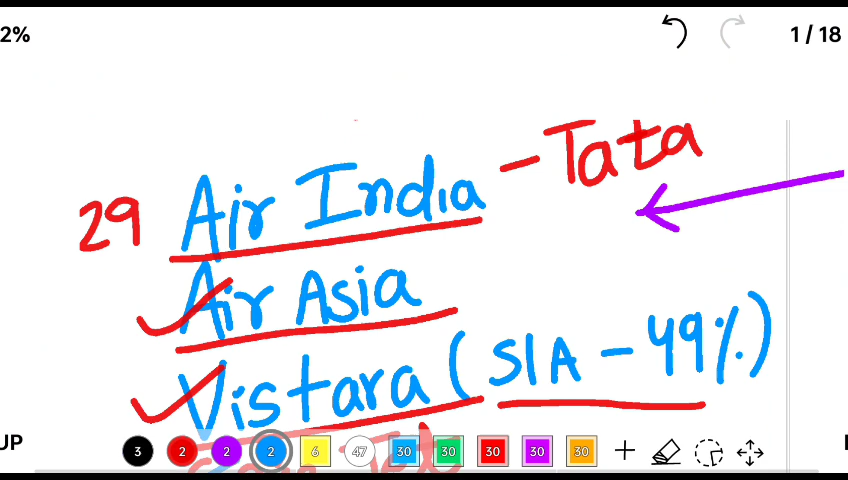 2%
1 / 18
- Tata
29 Air India
Air Asia
Vistara (SIA - 49%)
UP
3 2 2 2 6 47 30 30 30 30 30